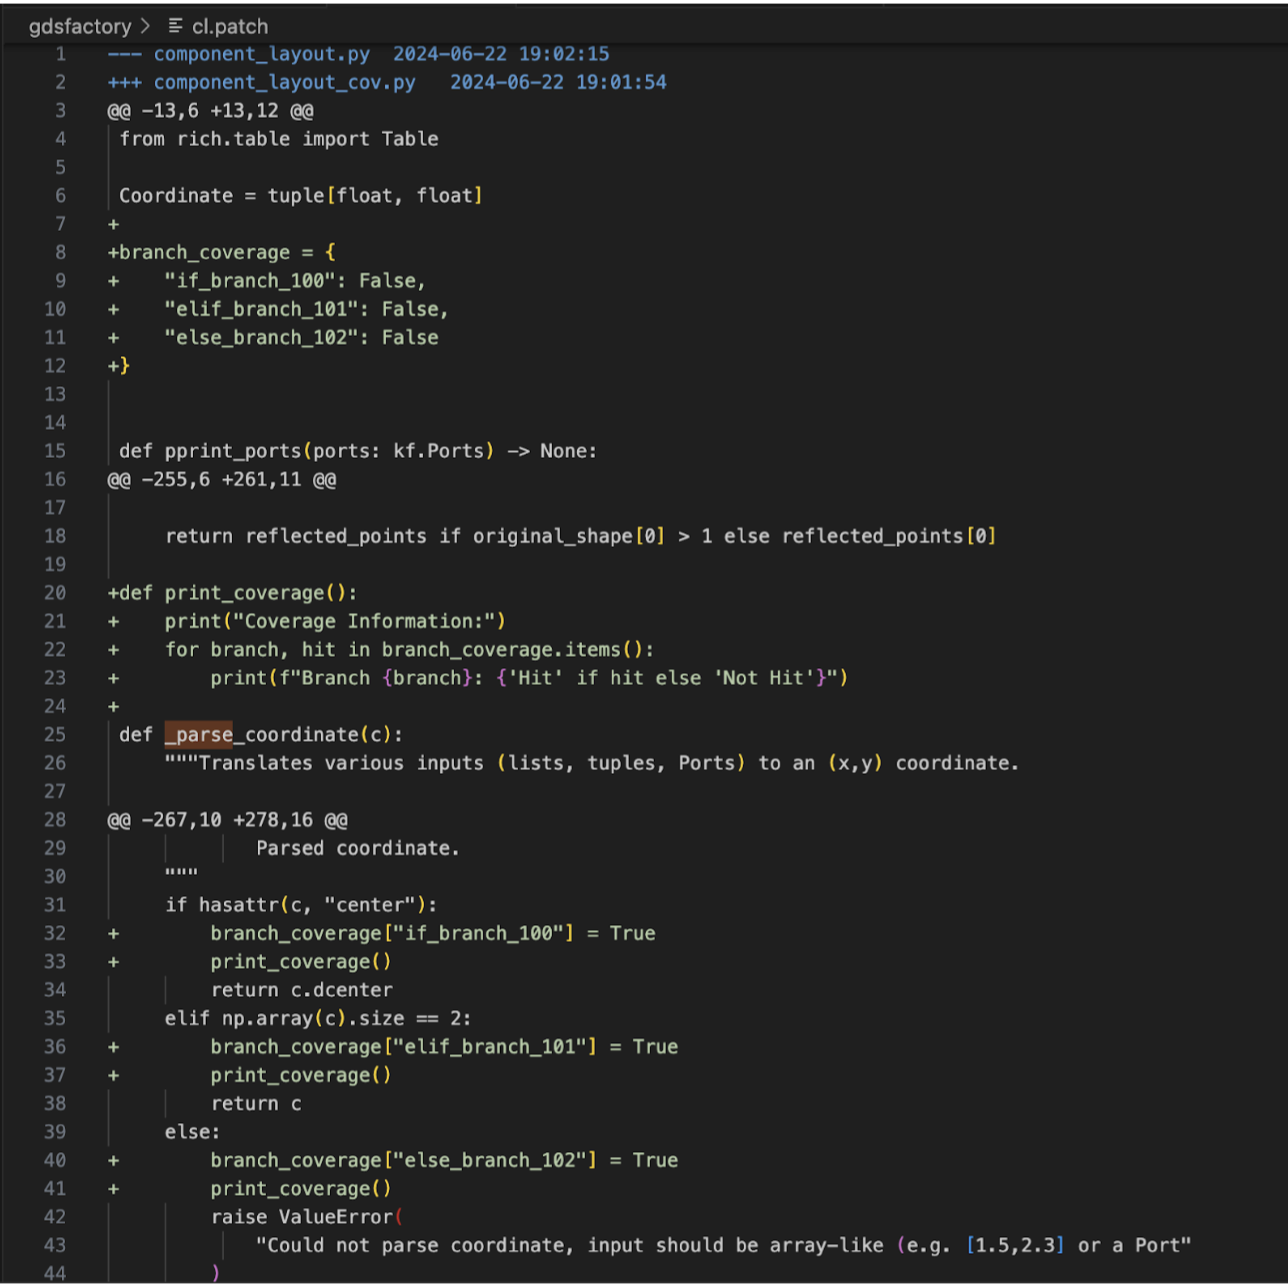 gdsfactory > cl.patch
1 --- component_layout.py  2024-06-22 19:02:15
2 +++ component_layout_cov.py   2024-06-22 19:01:54
3 @@ -13,6 +13,12 @@
4  from rich.table import Table
5
6  Coordinate = tuple[float, float]
7 +
8 +branch_coverage = {
9 +    "if_branch_100": False,
10 +    "elif_branch_101": False,
11 +    "else_branch_102": False
12 +}
13
14
15  def pprint_ports(ports: kf.Ports) -> None:
16 @@ -255,6 +261,11 @@
17
18      return reflected_points if original_shape[0] > 1 else reflected_points[0]
19
20 +def print_coverage():
21 +    print("Coverage Information:")
22 +    for branch, hit in branch_coverage.items():
23 +        print(f"Branch {branch}: {'Hit' if hit else 'Not Hit'}")
24 +
25  def _parse_coordinate(c):
26      """Translates various inputs (lists, tuples, Ports) to an (x,y) coordinate.
27
28 @@ -267,10 +278,16 @@
29              Parsed coordinate.
30      """
31      if hasattr(c, "center"):
32 +        branch_coverage["if_branch_100"] = True
33 +        print_coverage()
34          return c.dcenter
35      elif np.array(c).size == 2:
36 +        branch_coverage["elif_branch_101"] = True
37 +        print_coverage()
38          return c
39      else:
40 +        branch_coverage["else_branch_102"] = True
41 +        print_coverage()
42          raise ValueError(
43              "Could not parse coordinate, input should be array-like (e.g. [1.5,2.3] or a Port"
44          )